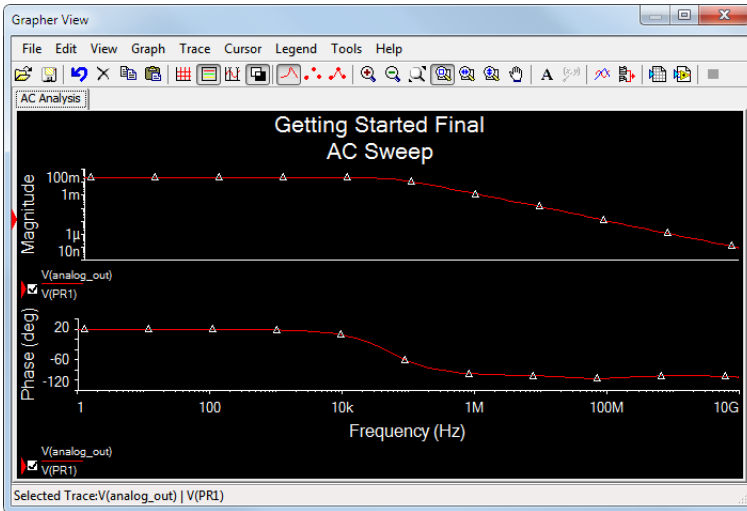 Grapher View
File Edit View Graph Trace Cursor Legend Tools Help
A (x,y)
AC Analysis
Getting Started Final
AC Sweep
Magnitude
100m
1m
1µ
10n
V(analog_out)
V(PR1)
Phase (deg)
20
-60
-120
1 100 10k 1M 100M 10G
Frequency (Hz)
V(analog_out)
V(PR1)
Selected Trace:V(analog_out) | V(PR1)